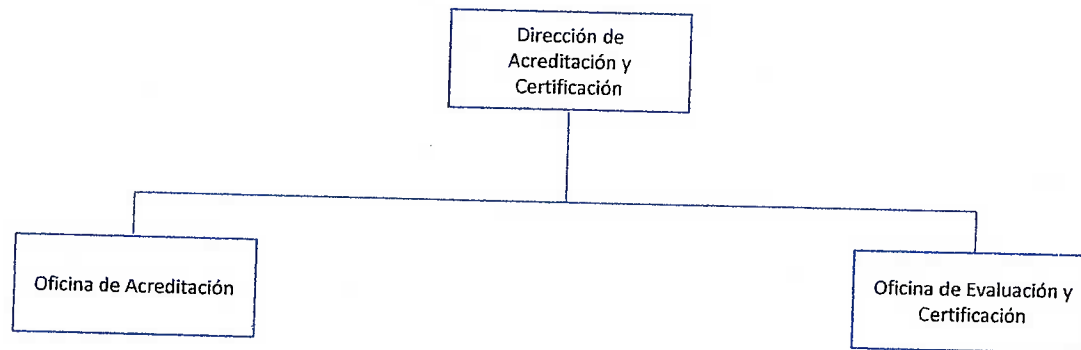 Dirección de
Acreditación y
Certificación
Oficina de Acreditación
Oficina de Evaluación y
Certificación